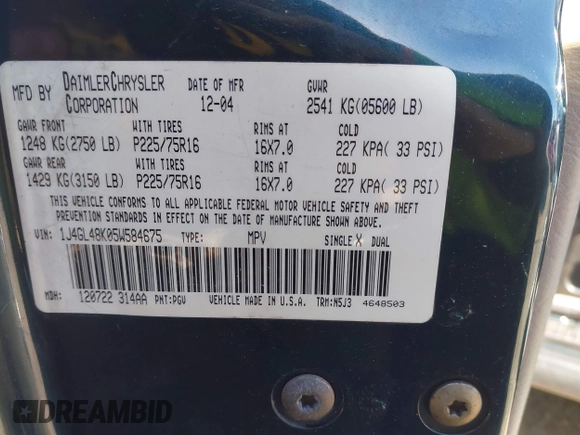 MFD BY DAIMLERCHRYSLER CORPORATION DATE OF MFR 12-04 GVWR 2541 KG(05600 LB)
GAWR FRONT WITH TIRES RIMS AT COLD
1248 KG(2750 LB) P225/75R16 16X7.0 227 KPA( 33 PSI)
GAWR REAR WITH TIRES RIMS AT COLD
1429 KG(3150 LB) P225/75R16 16X7.0 227 KPA( 33 PSI)
THIS VEHICLE CONFORMS TO ALL APPLICABLE FEDERAL MOTOR VEHICLE SAFETY AND THEFT
PREVENTION STANDARDS IN EFFECT ON THE DATE OF MANUFACTURE SHOWN ABOVE.
VIN: 1J4GL48K05W584675 TYPE: MPV SINGLE X DUAL
MDH: 120722 314AA PNT:PGV VEHICLE MADE IN U.S.A. TRM:N5J3 4648503
DREAMBID